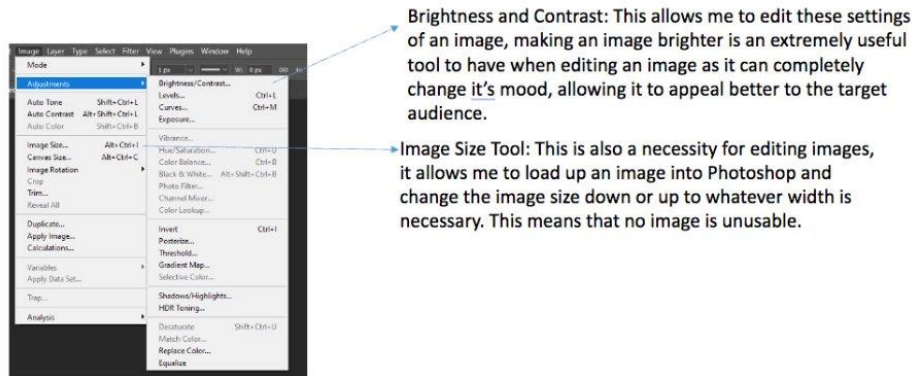 Image Layer Type Select Filter View Plugins Window Help
Mode
Adjustments
Auto Tone Shift+Ctrl+L
Auto Contrast Alt+Shift+Ctrl+L
Auto Color Shift+Ctrl+B
Image Size... Alt+Ctrl+I
Canvas Size... Alt+Ctrl+C
Image Rotation
Crop
Trim...
Reveal All
Duplicate...
Apply Image...
Calculations...
Variables
Apply Data Set...
Trap...
Analysis
1 px W: 0 px
Brightness/Contrast...
Levels... Ctrl+L
Curves... Ctrl+M
Exposure...
Vibrance...
Hue/Saturation... Ctrl+U
Color Balance... Ctrl+B
Black & White... Alt+Shift+Ctrl+B
Photo Filter...
Channel Mixer...
Color Lookup...
Invert Ctrl+I
Posterize...
Threshold...
Gradient Map...
Selective Color...
Shadows/Highlights...
HDR Toning...
Desaturate Shift+Ctrl+U
Match Color...
Replace Color...
Equalize
Brightness and Contrast: This allows me to edit these settings
of an image, making an image brighter is an extremely useful
tool to have when editing an image as it can completely
change it’s mood, allowing it to appeal better to the target
audience.
Image Size Tool: This is also a necessity for editing images,
it allows me to load up an image into Photoshop and
change the image size down or up to whatever width is
necessary. This means that no image is unusable.